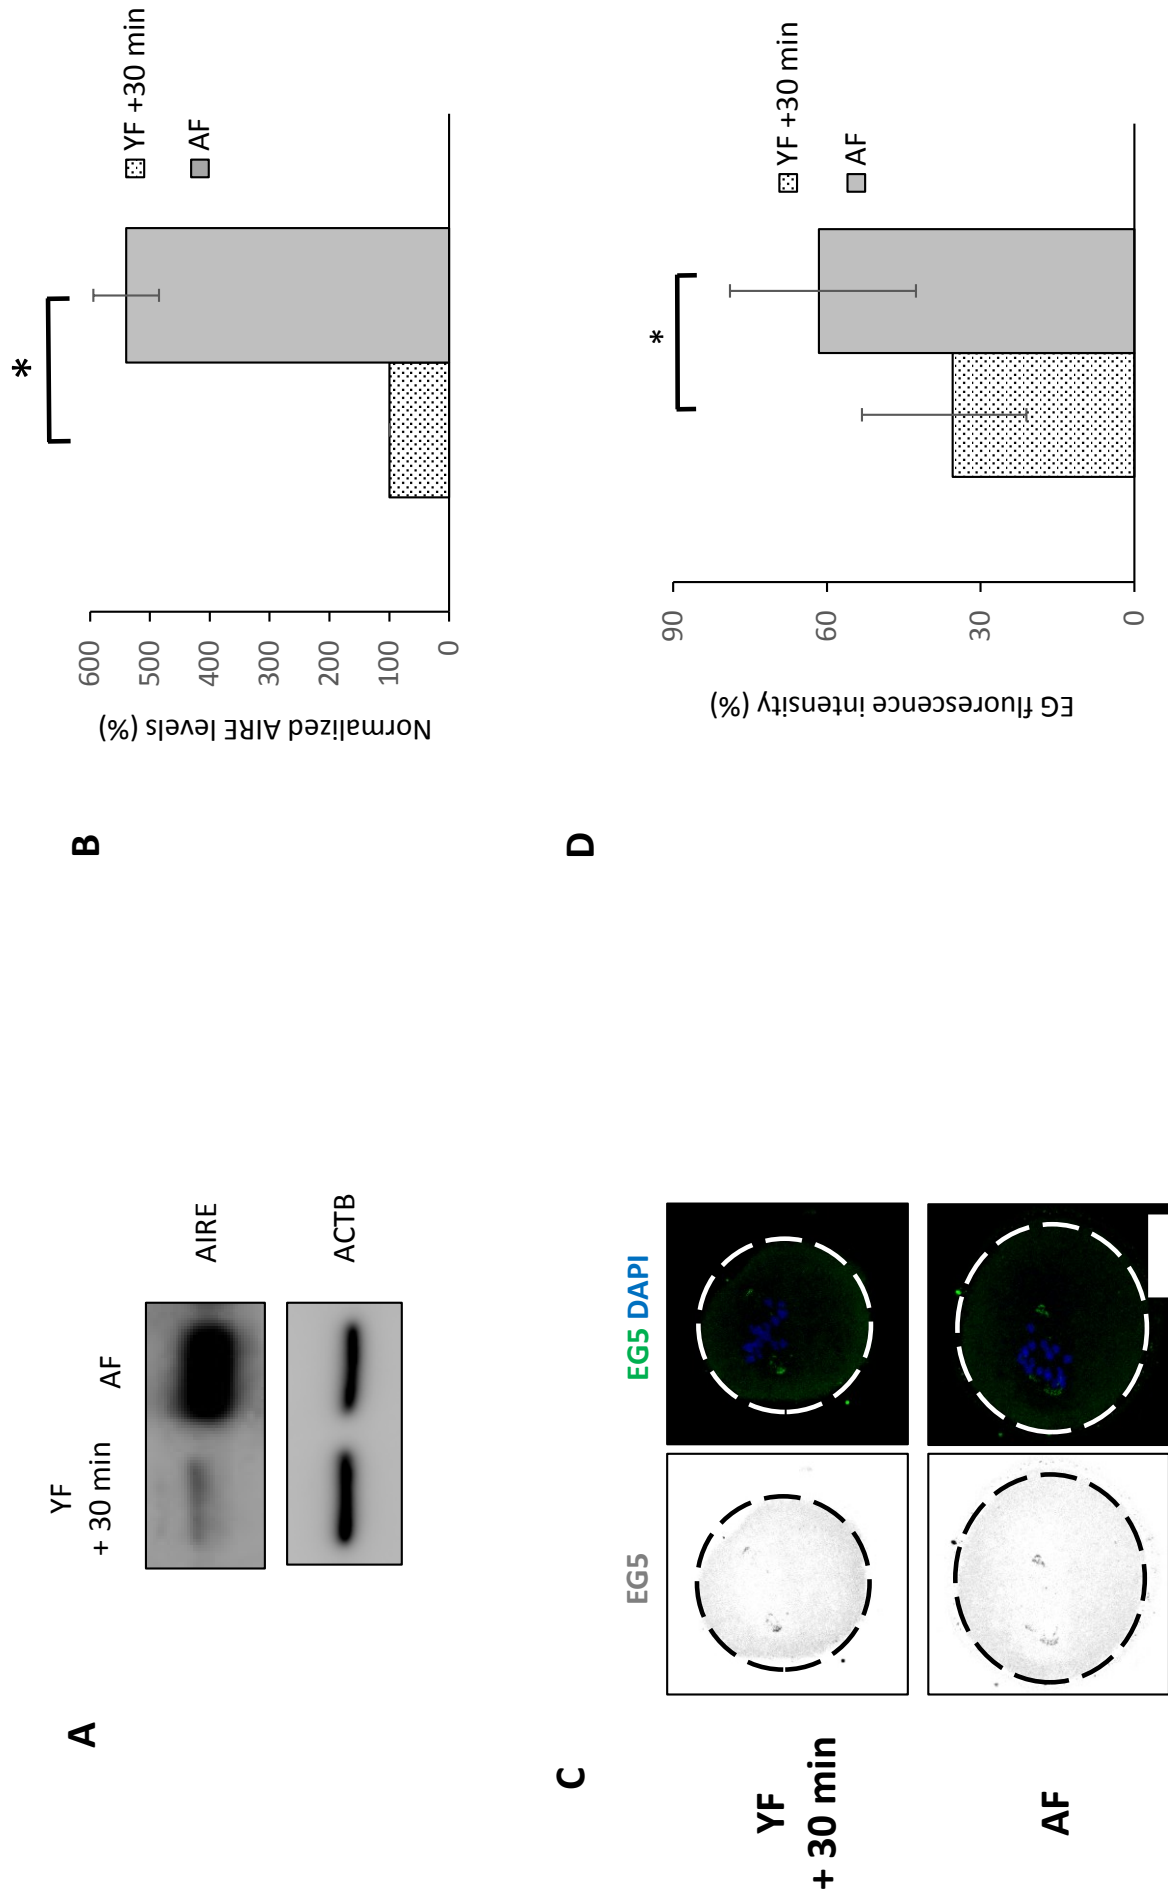 A
YF
+ 30 min
AF
AIRE
ACTB
B
*
Normalized AIRE levels (%)
600
500
400
300
200
100
0
YF +30 min
AF
C
EG5
EG5 DAPI
YF
+ 30 min
AF
D
*
EG fluorescence intensity (%)
90
60
30
0
YF +30 min
AF